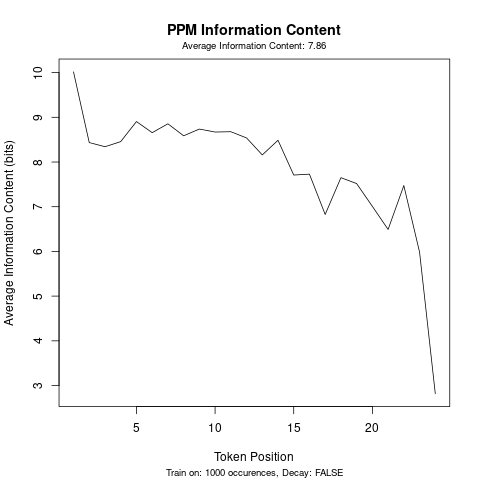 PPM Information Content
Average Information Content: 7.86
Average Information Content (bits)
10
9
8
7
6
5
4
3
5
10
15
20
Token Position
Train on: 1000 occurences, Decay: FALSE